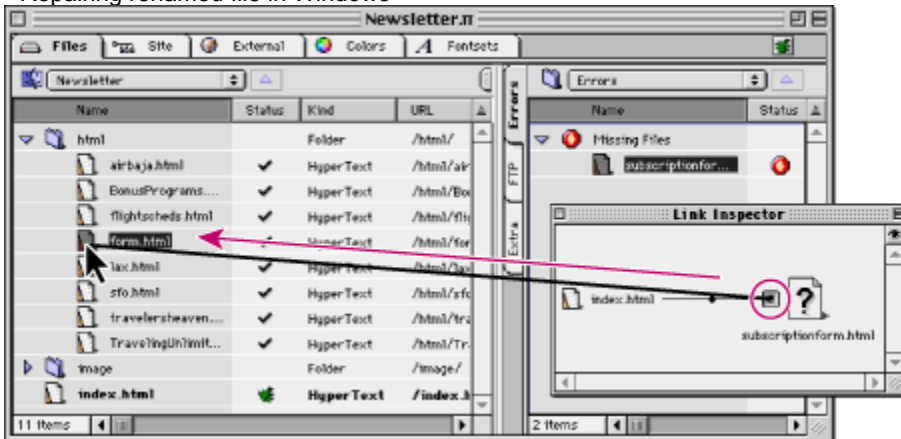 Repairing renamed file in Windows
Newsletter.π
Files Site External Colors Fontsets
Newsletter
Name Status Kind URL
html Folder /html/
airbaja.html HyperText /html/air
BonusPrograms.... HyperText /html/Bo
flightscheds.html HyperText /html/flig
form.html HyperText /html/for
lax.html HyperText /html/lax
sfo.html HyperText /html/sfo
travelersheaven.... HyperText /html/tra
TravelingUnlimit... HyperText /html/Tr.
image Folder /image/
index.html HyperText /index.h
11 items
Errors
FTP
Extra
Errors
Name Status
Missing Files
subscriptionfor...
2 items
Link Inspector
index.html
?
subscriptionform.html